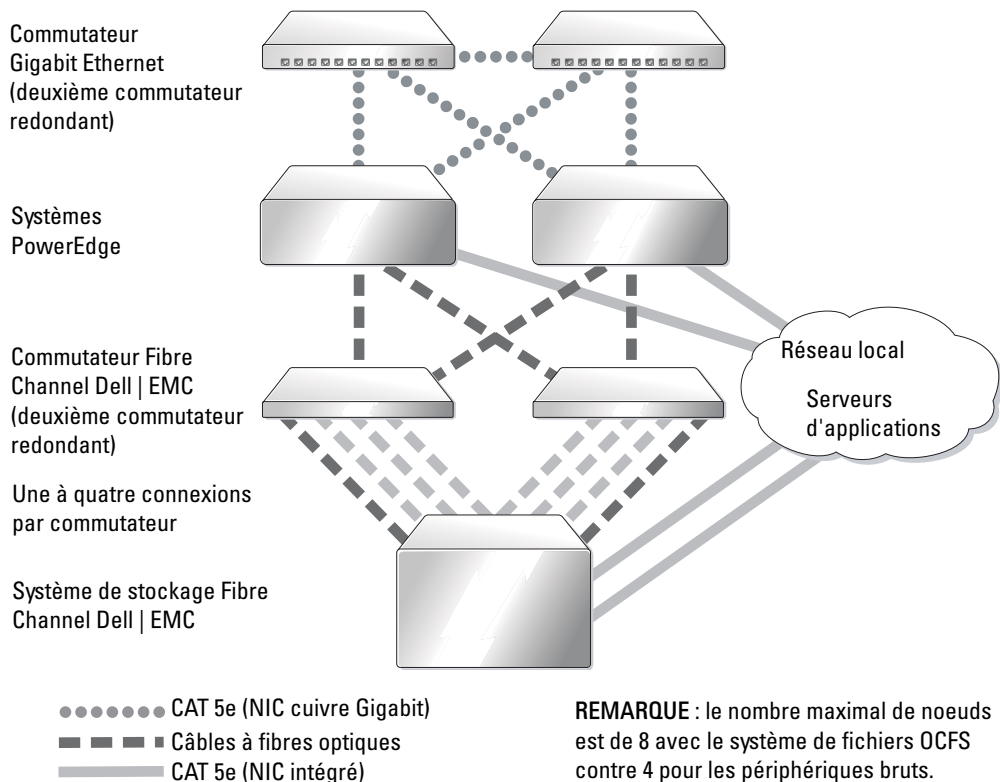 Commutateur
Gigabit Ethernet
(deuxième commutateur
redondant)
Systèmes
PowerEdge
Commutateur Fibre
Channel Dell | EMC
(deuxième commutateur
redondant)
Une à quatre connexions
par commutateur
Système de stockage Fibre
Channel Dell | EMC
Réseau local
Serveurs
d'applications
CAT 5e (NIC cuivre Gigabit)
Câbles à fibres optiques
CAT 5e (NIC intégré)
REMARQUE : le nombre maximal de noeuds
est de 8 avec le système de fichiers OCFS
contre 4 pour les périphériques bruts.